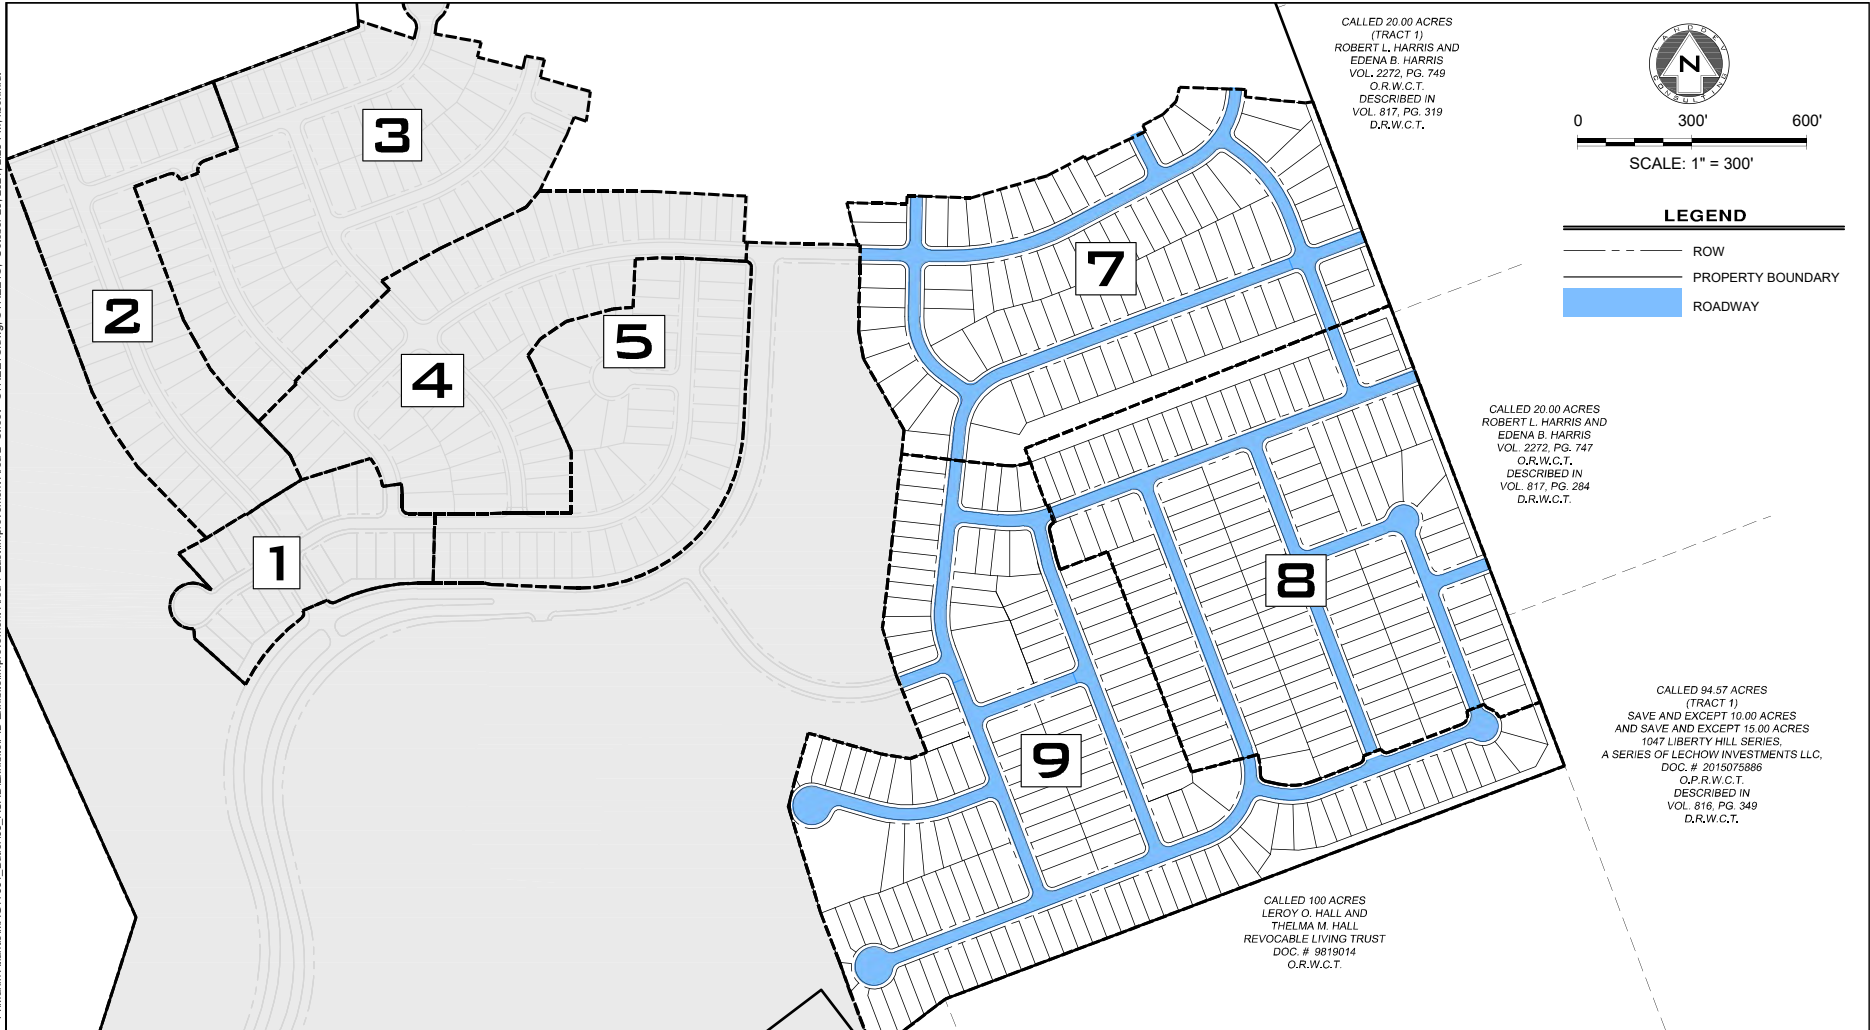 CALLED 20.00 ACRES
(TRACT 1)
ROBERT L. HARRIS AND
EDENA B. HARRIS
VOL. 2272, PG. 749
O.R.W.C.T.
DESCRIBED IN
VOL. 817, PG. 319
D.R.W.C.T.
LANDDEV
CONSULTING
N
0 300' 600'
SCALE: 1" = 300'
LEGEND
ROW
PROPERTY BOUNDARY
ROADWAY
3
7
2
5
4
CALLED 20.00 ACRES
ROBERT L. HARRIS AND
EDENA B. HARRIS
VOL. 2272, PG. 747
O.R.W.C.T.
DESCRIBED IN
VOL. 817, PG. 284
D.R.W.C.T.
1
8
9
CALLED 94.57 ACRES
(TRACT 1)
SAVE AND EXCEPT 10.00 ACRES
AND SAVE AND EXCEPT 15.00 ACRES
1047 LIBERTY HILL SERIES,
A SERIES OF LECHOW INVESTMENTS LLC,
DOC. # 2015075886
O.P.R.W.C.T.
DESCRIBED IN
VOL. 816, PG. 349
D.R.W.C.T.
CALLED 100 ACRES
LEROY O. HALL AND
THELMA M. HALL
REVOCABLE LIVING TRUST
DOC. # 9819014
O.R.W.C.T.